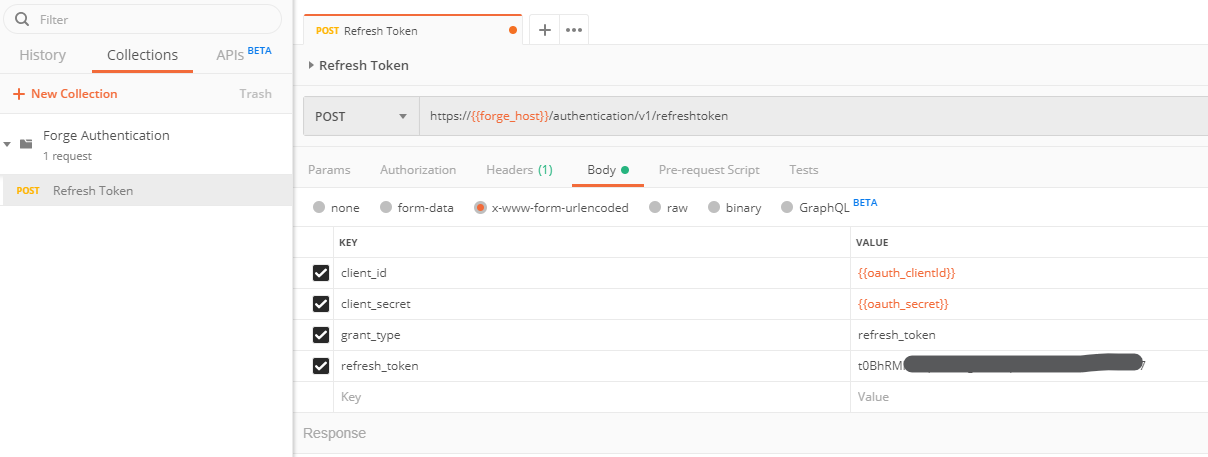 Filter
History Collections APIs BETA
+ New Collection Trash
Forge Authentication
1 request
POST Refresh Token
POST Refresh Token
Refresh Token
POST https://{{forge_host}}/authentication/v1/refreshtoken
Params Authorization Headers (1) Body Pre-request Script Tests
none form-data x-www-form-urlencoded raw binary GraphQL BETA
KEY VALUE
client_id {{oauth_clientId}}
client_secret {{oauth_secret}}
grant_type refresh_token
refresh_token
Key Value
Response